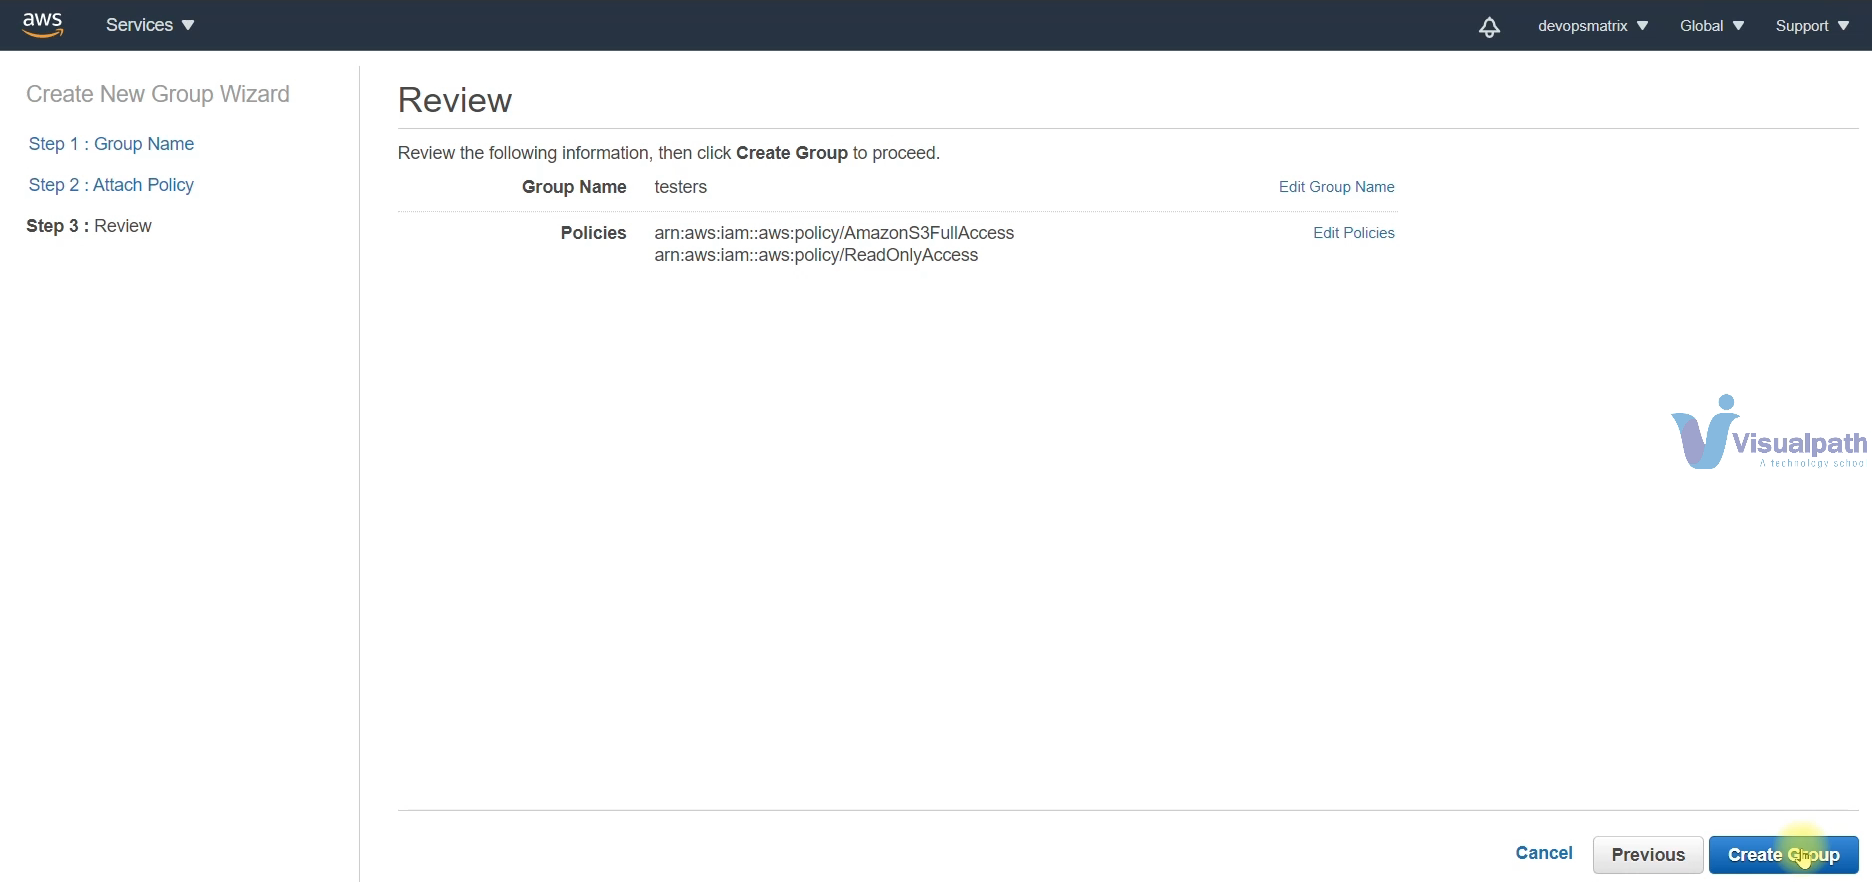 aws
Services
devopsmatrix
Global
Support
Create New Group Wizard
Step 1 : Group Name
Step 2 : Attach Policy
Step 3 : Review
Review
Review the following information, then click Create Group to proceed.
Group Name testers Edit Group Name
Policies arn:aws:iam::aws:policy/AmazonS3FullAccess Edit Policies
arn:aws:iam::aws:policy/ReadOnlyAccess
Visualpath
A technology schoo
Cancel
Previous
Create Group